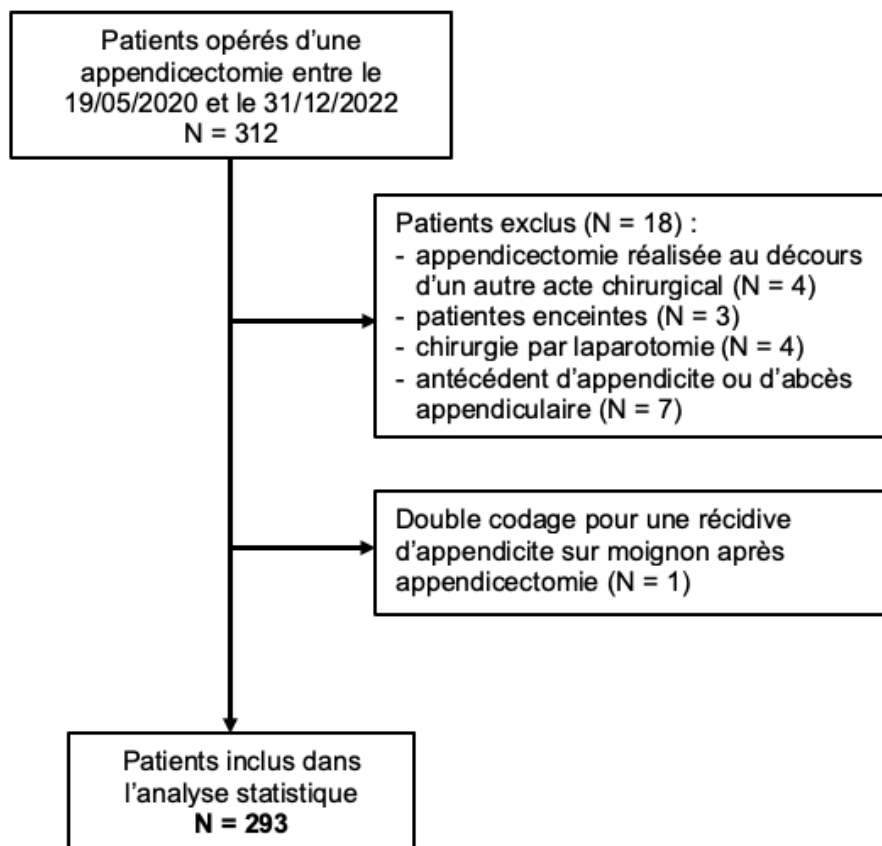 Patients opérés d’une
appendicectomie entre le
19/05/2020 et le 31/12/2022
N = 312
Patients exclus (N = 18) :
- appendicectomie réalisée au décours
d’un autre acte chirurgical (N = 4)
- patientes enceintes (N = 3)
- chirurgie par laparotomie (N = 4)
- antécédent d’appendicite ou d’abcès
appendiculaire (N = 7)
Double codage pour une récidive
d’appendicite sur moignon après
appendicectomie (N = 1)
Patients inclus dans
l’analyse statistique
N = 293